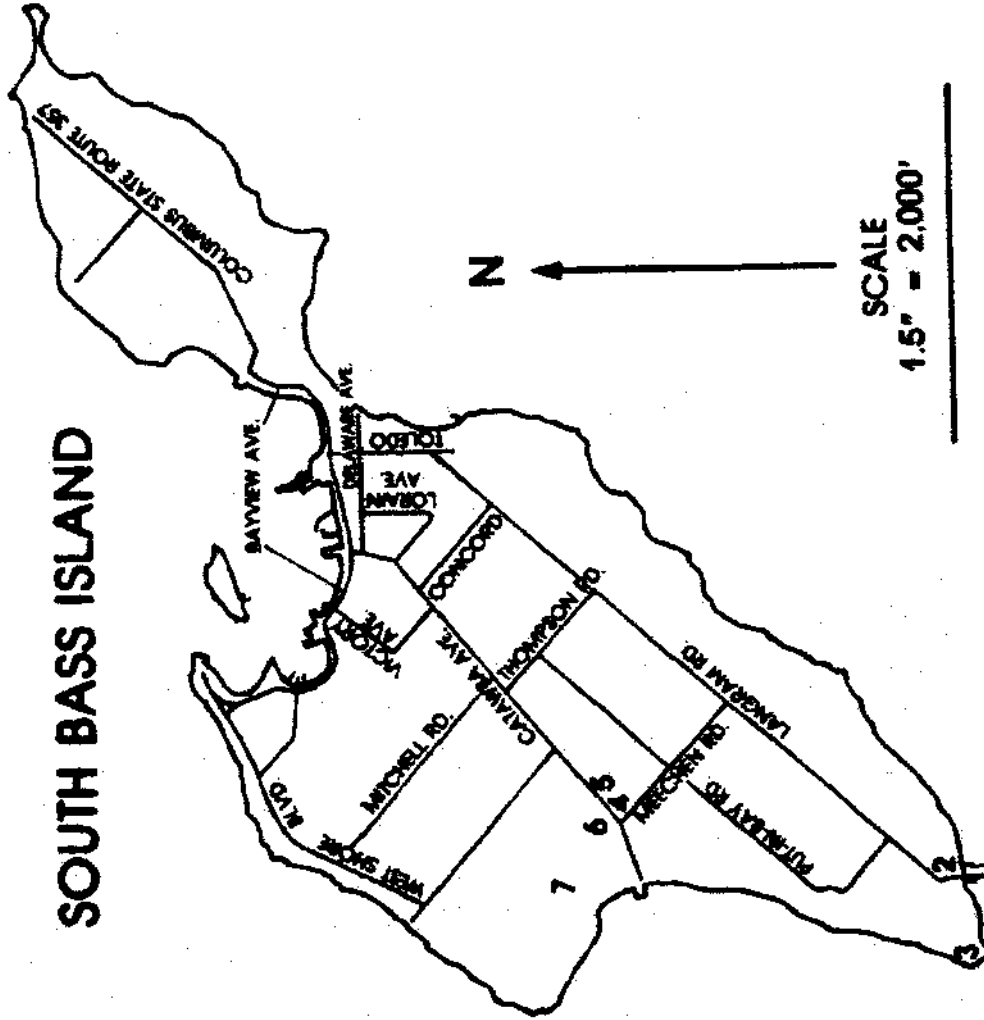 SOUTH BASS ISLAND
COLUMBUS STATE ROUTE 357
BAYVIEW AVE.
DELAWARE AVE.
TOLEDO
LORAIN
AVE.
VICTORY
AVE.
CONCORD
CATAWBA AVE.
THOMPSON RD.
MITCHELL RD.
WEST SHORE
BLVD
LANGRAM RD.
MEECHEN RD.
PUT-IN-BAY RD.
N
SCALE
1.5" = 2,000'
1
2
3
4
5
6
7